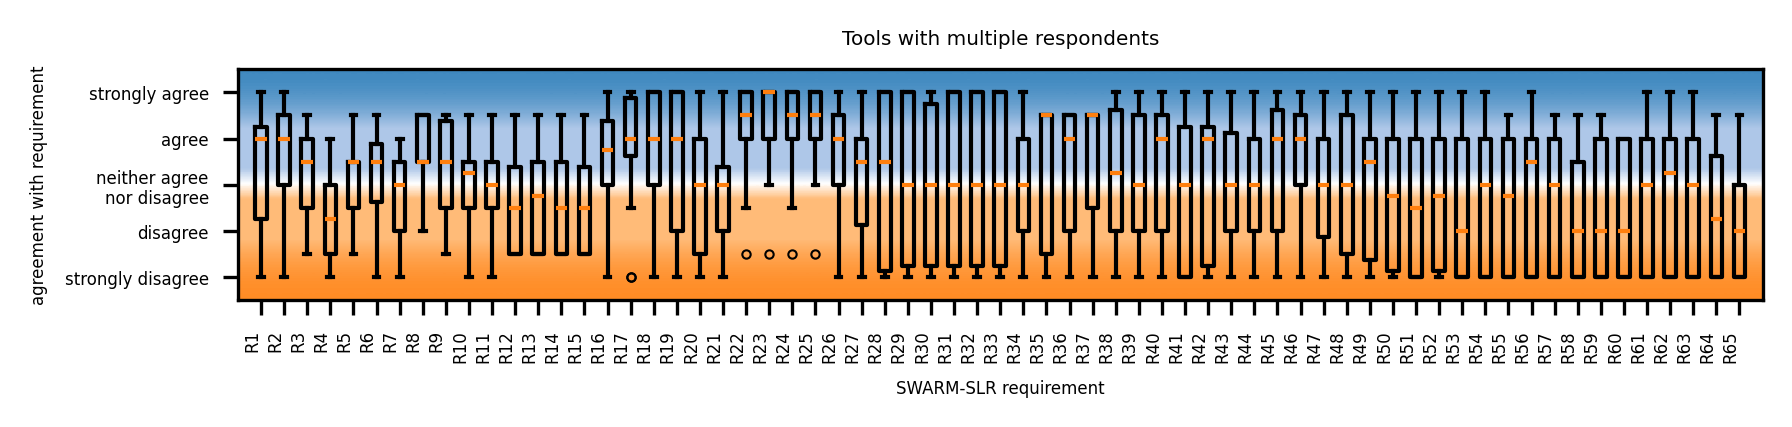 Tools with multiple respondents
agreement with requirement
strongly agree
agree
neither agree
nor disagree
disagree
strongly disagree
R1
R2
R3
R4
R5
R6
R7
R8
R9
R10
R11
R12
R13
R14
R15
R16
R17
R18
R19
R20
R21
R22
R23
R24
R25
R26
R27
R28
R29
R30
R31
R32
R33
R34
R35
R36
R37
R38
R39
R40
R41
R42
R43
R44
R45
R46
R47
R48
R49
R50
R51
R52
R53
R54
R55
R56
R57
R58
R59
R60
R61
R62
R63
R64
R65
SWARM-SLR requirement